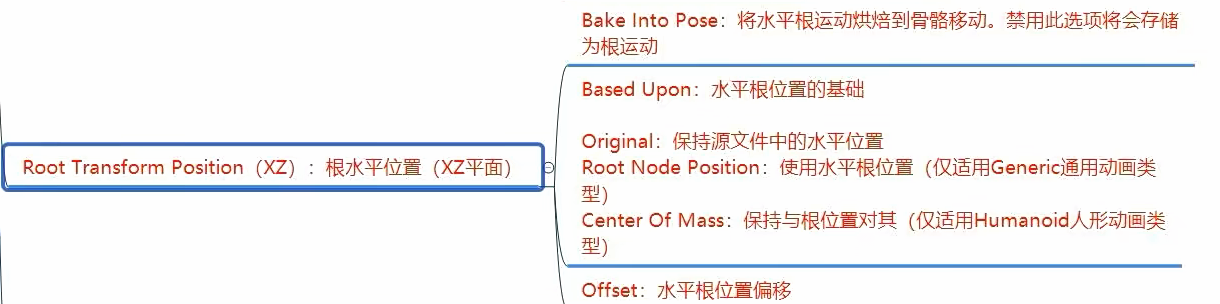 Bake Into Pose：将水平根运动烘焙到骨骼移动。禁用此选项将会存储
为根运动
Based Upon：水平根位置的基础
Original：保持源文件中的水平位置
Root Transform Position（XZ）：根水平位置（XZ平面）
Root Node Position：使用水平根位置（仅适用Generic通用动画类
型）
Center Of Mass：保持与根位置对其（仅适用Humanoid人形动画类
型）
Offset：水平根位置偏移